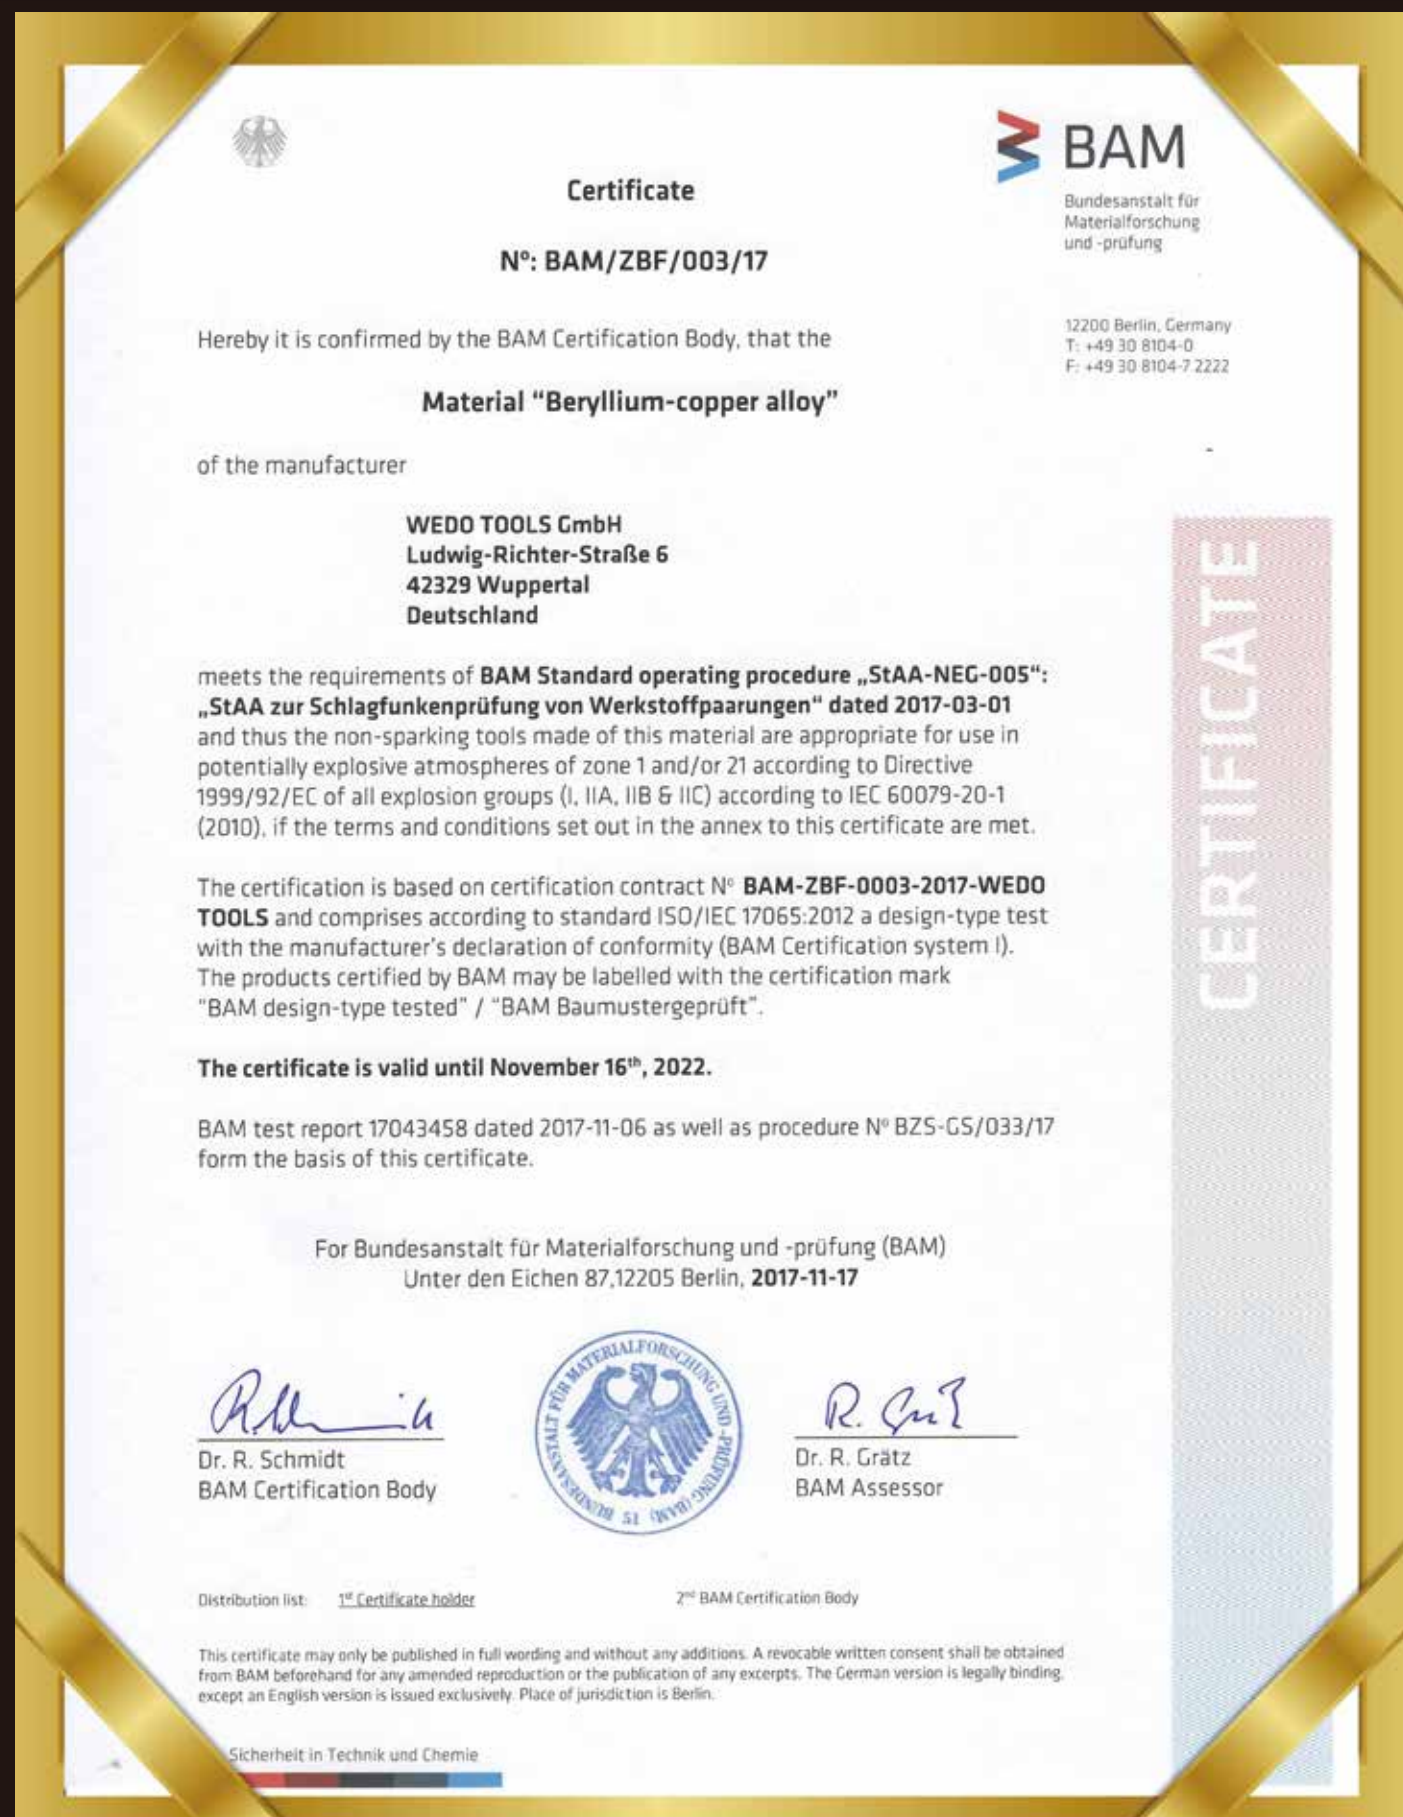 BAM
Bundesanstalt für
Materialforschung
und -prüfung
Certificate
Nº: BAM/ZBF/003/17
12200 Berlin, Germany
T: +49 30 8104-0
F: +49 30 8104-7 2222
Hereby it is confirmed by the BAM Certification Body, that the
Material “Beryllium-copper alloy”
of the manufacturer
WEDO TOOLS GmbH
Ludwig-Richter-Straße 6
42329 Wuppertal
Deutschland
meets the requirements of BAM Standard operating procedure „StAA-NEG-005“:
„StAA zur Schlagfunkenprüfung von Werkstoffpaarungen“ dated 2017-03-01
and thus the non-sparking tools made of this material are appropriate for use in
potentially explosive atmospheres of zone 1 and/or 21 according to Directive
1999/92/EC of all explosion groups (I, IIA, IIB & IIC) according to IEC 60079-20-1
(2010), if the terms and conditions set out in the annex to this certificate are met.
The certification is based on certification contract Nº BAM-ZBF-0003-2017-WEDO
TOOLS and comprises according to standard ISO/IEC 17065:2012 a design-type test
with the manufacturer's declaration of conformity (BAM Certification system I).
The products certified by BAM may be labelled with the certification mark
“BAM design-type tested” / “BAM Baumustergeprüft”.
The certificate is valid until November 16th, 2022.
BAM test report 17043458 dated 2017-11-06 as well as procedure Nº BZS-GS/033/17
form the basis of this certificate.
For Bundesanstalt für Materialforschung und -prüfung (BAM)
Unter den Eichen 87,12205 Berlin, 2017-11-17
BUNDESANSTALT FÜR MATERIALFORSCHUNG UND -PRÜFUNG (BAM) 51
Dr. R. Schmidt
BAM Certification Body
R. Grätz
Dr. R. Grätz
BAM Assessor
Distribution list: 1st Certificate holder 2nd BAM Certification Body
This certificate may only be published in full wording and without any additions. A revocable written consent shall be obtained
from BAM beforehand for any amended reproduction or the publication of any excerpts. The German version is legally binding,
except an English version is issued exclusively. Place of jurisdiction is Berlin.
Sicherheit in Technik und Chemie
CERTIFICATE